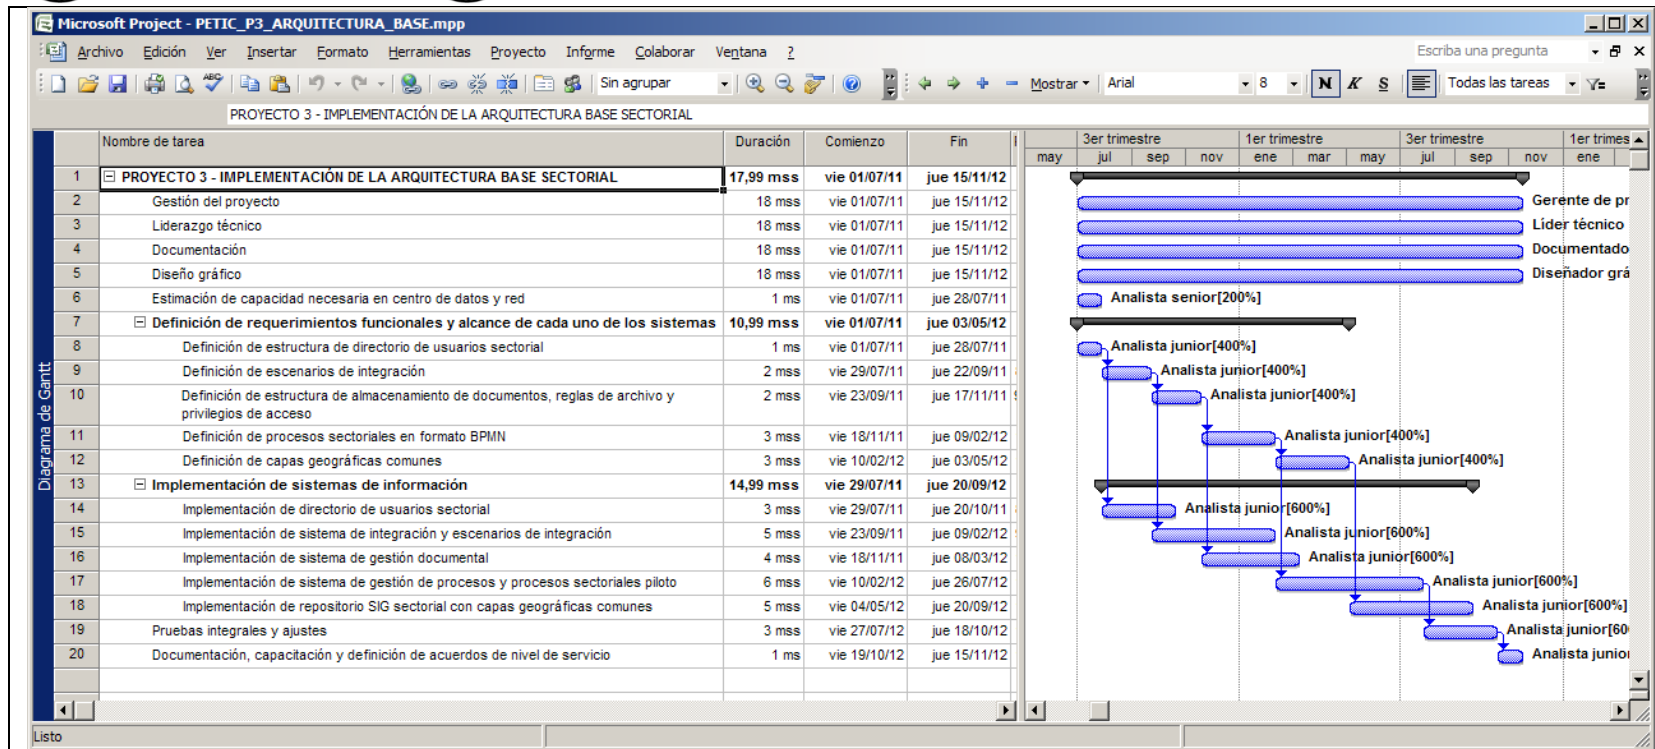 Microsoft Project - PETIC_P3_ARQUITECTURA_BASE.mpp
Archivo Edición Ver Insertar Formato Herramientas Proyecto Informe Colaborar Ventana ? Escriba una pregunta
Sin agrupar Mostrar Arial 8 N K S Todas las tareas
PROYECTO 3 - IMPLEMENTACIÓN DE LA ARQUITECTURA BASE SECTORIAL
Nombre de tarea Duración Comienzo Fin 3er trimestre 1er trimestre 3er trimestre 1er trimes
may jul sep nov ene mar may jul sep nov ene
1 PROYECTO 3 - IMPLEMENTACIÓN DE LA ARQUITECTURA BASE SECTORIAL 17,99 mss vie 01/07/11 jue 15/11/12
2 Gestión del proyecto 18 mss vie 01/07/11 jue 15/11/12 Gerente de pr
3 Liderazgo técnico 18 mss vie 01/07/11 jue 15/11/12 Líder técnico
4 Documentación 18 mss vie 01/07/11 jue 15/11/12 Documentado
5 Diseño gráfico 18 mss vie 01/07/11 jue 15/11/12 Diseñador grá
6 Estimación de capacidad necesaria en centro de datos y red 1 ms vie 01/07/11 jue 28/07/11 Analista senior[200%]
7 Definición de requerimientos funcionales y alcance de cada uno de los sistemas 10,99 mss vie 01/07/11 jue 03/05/12
8 Definición de estructura de directorio de usuarios sectorial 1 ms vie 01/07/11 jue 28/07/11 Analista junior[400%]
9 Definición de escenarios de integración 2 mss vie 29/07/11 jue 22/09/11 Analista junior[400%]
10 Definición de estructura de almacenamiento de documentos, reglas de archivo y 2 mss vie 23/09/11 jue 17/11/11 Analista junior[400%]
privilegios de acceso
11 Definición de procesos sectoriales en formato BPMN 3 mss vie 18/11/11 jue 09/02/12 Analista junior[400%]
12 Definición de capas geográficas comunes 3 mss vie 10/02/12 jue 03/05/12 Analista junior[400%]
13 Implementación de sistemas de información 14,99 mss vie 29/07/11 jue 20/09/12
14 Implementación de directorio de usuarios sectorial 3 mss vie 29/07/11 jue 20/10/11 Analista junior[600%]
15 Implementación de sistema de integración y escenarios de integración 5 mss vie 23/09/11 jue 09/02/12 Analista junior[600%]
16 Implementación de sistema de gestión documental 4 mss vie 18/11/11 jue 08/03/12 Analista junior[600%]
17 Implementación de sistema de gestión de procesos y procesos sectoriales piloto 6 mss vie 10/02/12 jue 26/07/12 Analista junior[600%]
18 Implementación de repositorio SIG sectorial con capas geográficas comunes 5 mss vie 04/05/12 jue 20/09/12 Analista junior[600%]
19 Pruebas integrales y ajustes 3 mss vie 27/07/12 jue 18/10/12 Analista junior[60
20 Documentación, capacitación y definición de acuerdos de nivel de servicio 1 ms vie 19/10/12 jue 15/11/12 Analista junio
Diagrama de Gantt
Listo